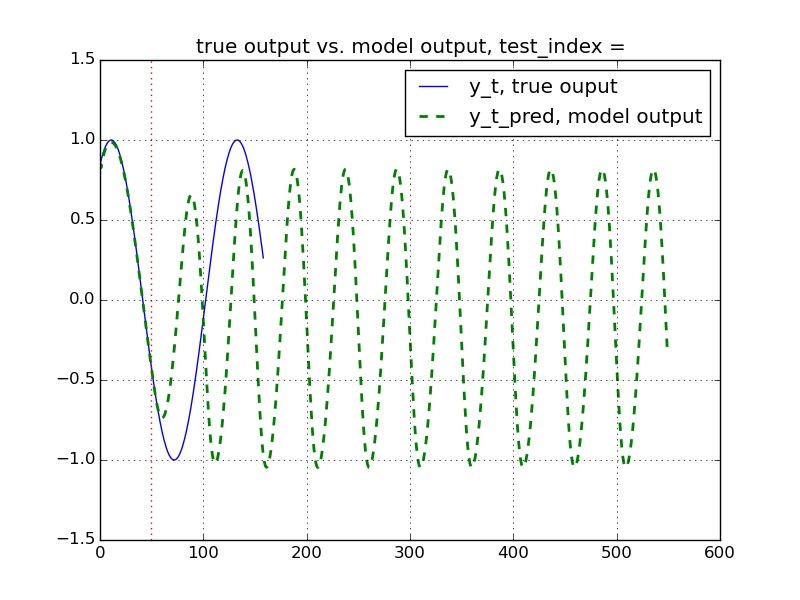 true output vs. model output, test_index =
y_t, true ouput
y_t_pred, model output
1.5
1.0
0.5
0.0
−0.5
−1.0
−1.5
0 100 200 300 400 500 600